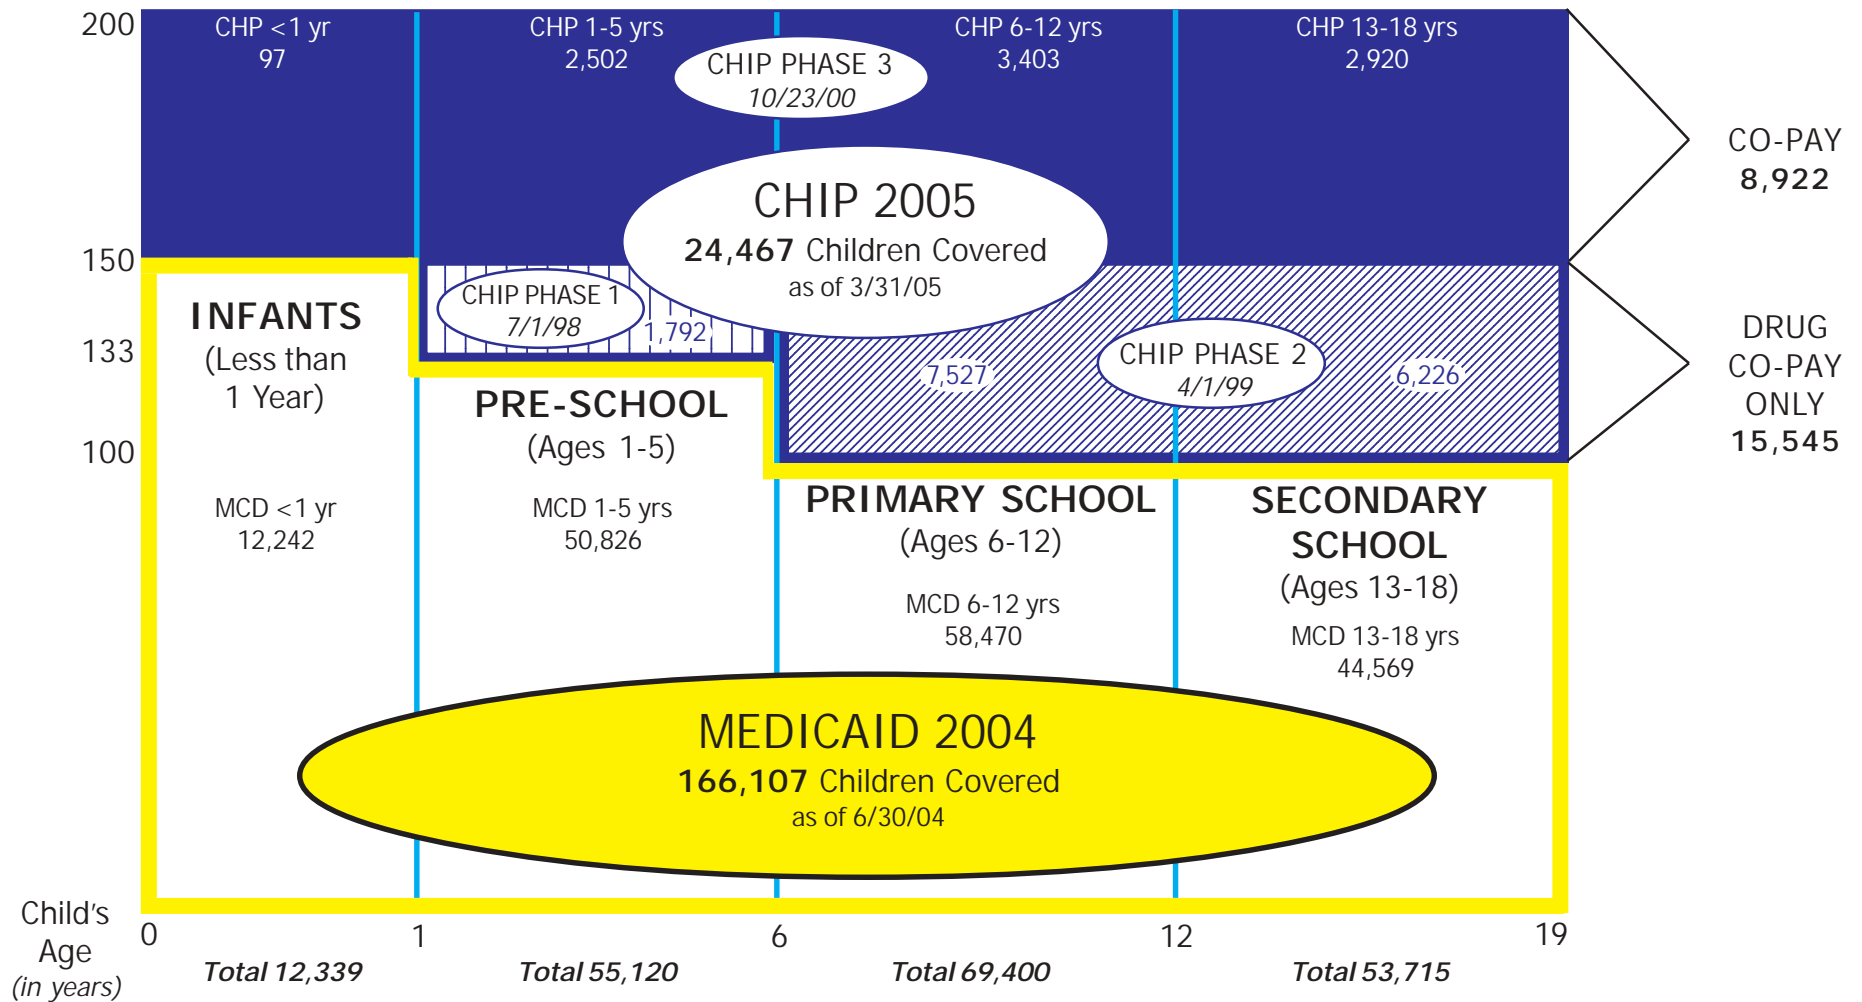 200
CHP <1 yr
97
CHP 1-5 yrs
2,502
CHIP PHASE 3
10/23/00
CHP 6-12 yrs
3,403
CHP 13-18 yrs
2,920
CO-PAY
8,922
CHIP 2005
24,467 Children Covered
as of 3/31/05
150
INFANTS
(Less than
1 Year)
CHIP PHASE 1
7/1/98
1,792
133
CHIP PHASE 2
4/1/99
7,527
6,226
DRUG
CO-PAY
ONLY
15,545
100
PRE-SCHOOL
(Ages 1-5)
PRIMARY SCHOOL
(Ages 6-12)
SECONDARY
SCHOOL
(Ages 13-18)
MCD <1 yr
12,242
MCD 1-5 yrs
50,826
MCD 6-12 yrs
58,470
MCD 13-18 yrs
44,569
MEDICAID 2004
166,107 Children Covered
as of 6/30/04
Child's
Age
(in years)
0
1
6
12
19
Total 12,339
Total 55,120
Total 69,400
Total 53,715